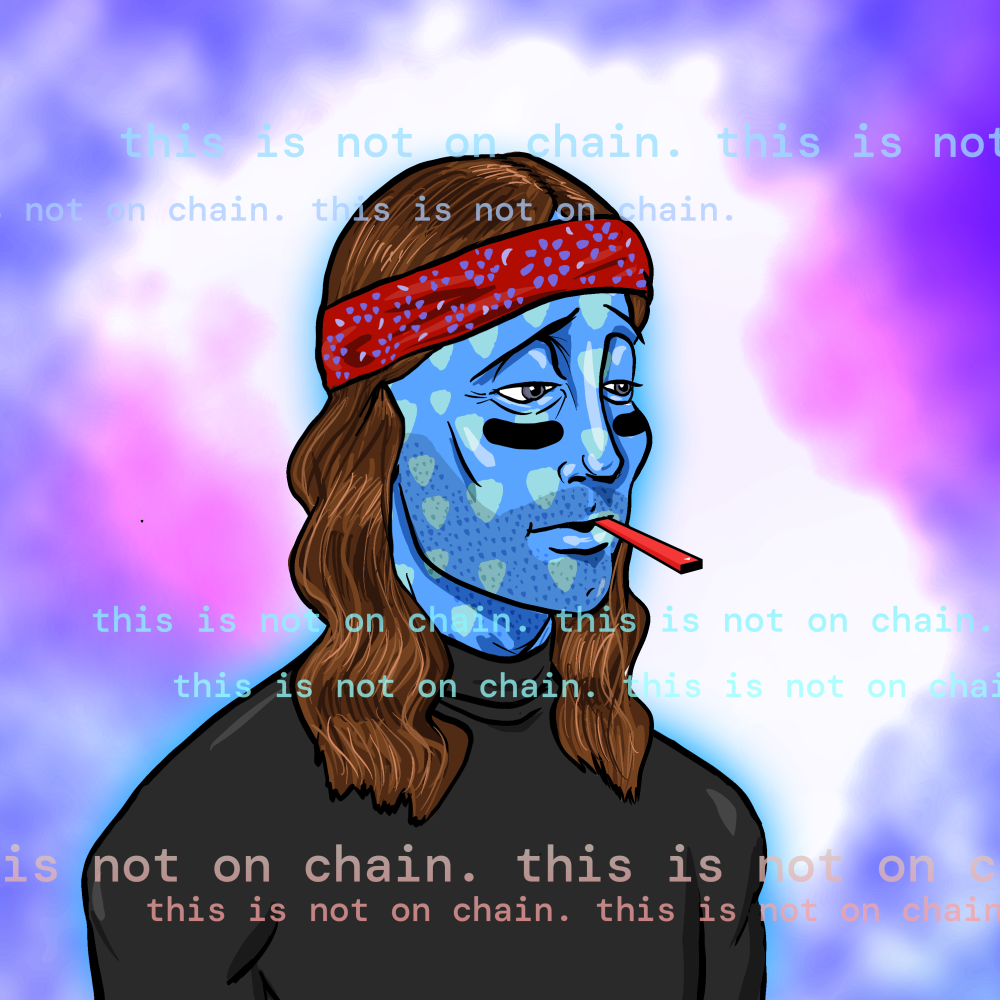 this is not on chain. this is not
. not on chain. this is not on chain.
this is not on chain. this is not on chain.
this is not on chain. this is not on chai
is not on chain. this is not on c
this is not on chain. this is not on chain